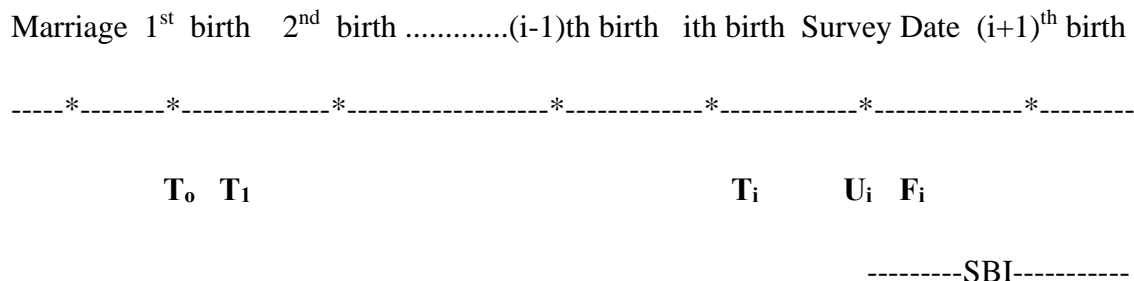 Marriage 1st birth 2nd birth .............(i-1)th birth ith birth Survey Date (i+1)th birth
-----*--------*-------------*-----------------*------------*------------*-------------*---------
To T1 Ti Ui Fi
---------SBI-----------